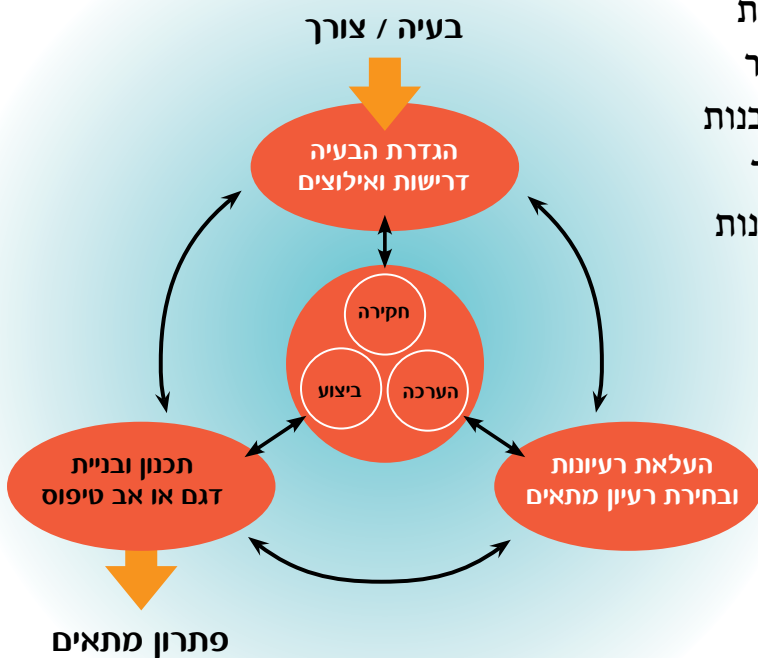 בעיה / צורך
הגדרת הבעיה
דרישות ואילוצים
חקירה
הערכה
ביצוע
העלאת רעיונות
ובחירת רעיון מתאים
תכנון ובניית
דגם או אב טיפוס
פתרון מתאים